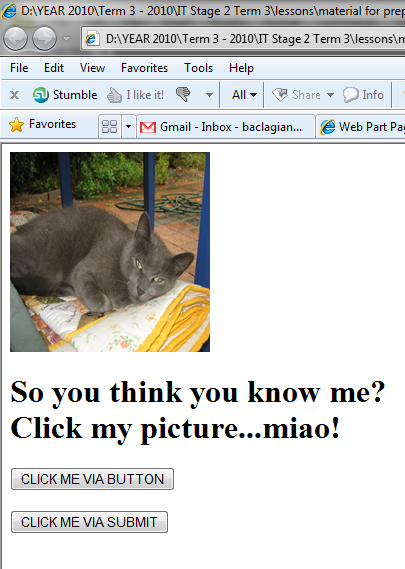 D:\YEAR 2010\Term 3 - 2010\IT Stage 2 Term 3\lessons\material for prep
D:\YEAR 2010\Term 3 - 2010\IT Stage 2 Term 3\lessons\m
File Edit View Favorites Tools Help
x Stumble I like it! All Share Info
Favorites Gmail - Inbox - baclagian... Web Part Pag
So you think you know me?
Click my picture...miao!
CLICK ME VIA BUTTON
CLICK ME VIA SUBMIT